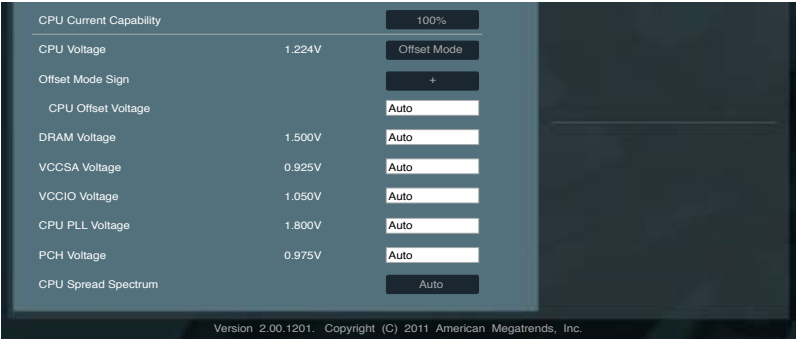 CPU Current Capability 100%
CPU Voltage 1.224V Offset Mode
Offset Mode Sign +
CPU Offset Voltage Auto
DRAM Voltage 1.500V Auto
VCCSA Voltage 0.925V Auto
VCCIO Voltage 1.050V Auto
CPU PLL Voltage 1.800V Auto
PCH Voltage 0.975V Auto
CPU Spread Spectrum Auto
Version 2.00.1201. Copyright (C) 2011 American Megatrends, Inc.